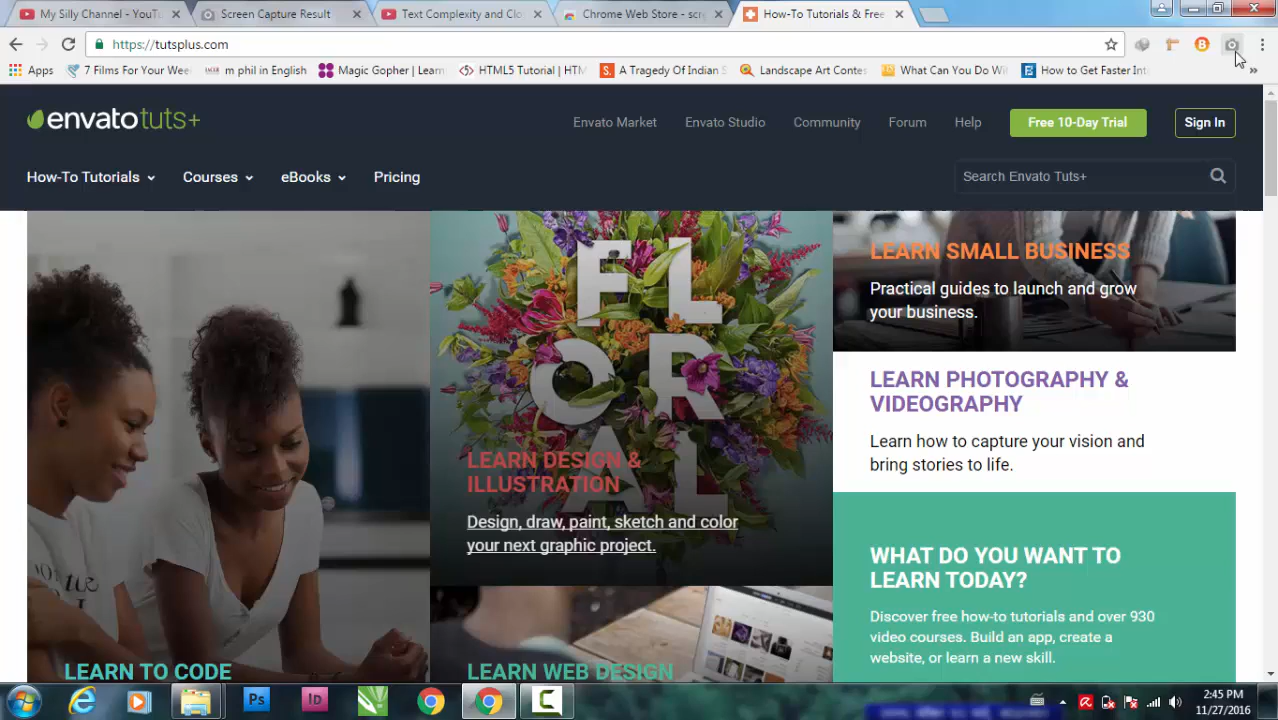 My Silly Channel - YouT
Screen Capture Result
Text Complexity and Clo
Chrome Web Store - scr
How-To Tutorials & Free
https://tutsplus.com
Apps
7 Films For Your Wee
m phil in English
Magic Gopher | Learn
HTML5 Tutorial | HTM
A Tragedy Of Indian S
Landscape Art Contes
What Can You Do Wi
How to Get Faster Int
envatotuts+
Envato Market
Envato Studio
Community
Forum
Help
Free 10-Day Trial
Sign In
How-To Tutorials
Courses
eBooks
Pricing
Search Envato Tuts+
FL
OR
AL
LEARN DESIGN &
ILLUSTRATION
Design, draw, paint, sketch and color
your next graphic project.
LEARN TO CODE
LEARN WEB DESIGN
LEARN SMALL BUSINESS
Practical guides to launch and grow
your business.
LEARN PHOTOGRAPHY &
VIDEOGRAPHY
Learn how to capture your vision and
bring stories to life.
WHAT DO YOU WANT TO
LEARN TODAY?
Discover free how-to tutorials and over 930
video courses. Build an app, create a
website, or learn a new skill.
Ps
Id
2:45 PM
11/27/2016